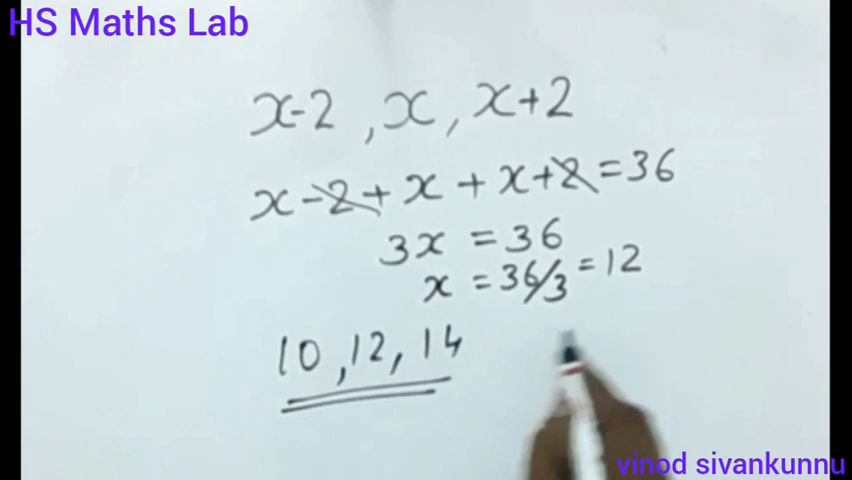 HS Maths Lab
x-2, x, x+2
x-2+x+x+2=36
3x = 36
x = 36/3 = 12
10, 12, 14
vinod sivankunnu